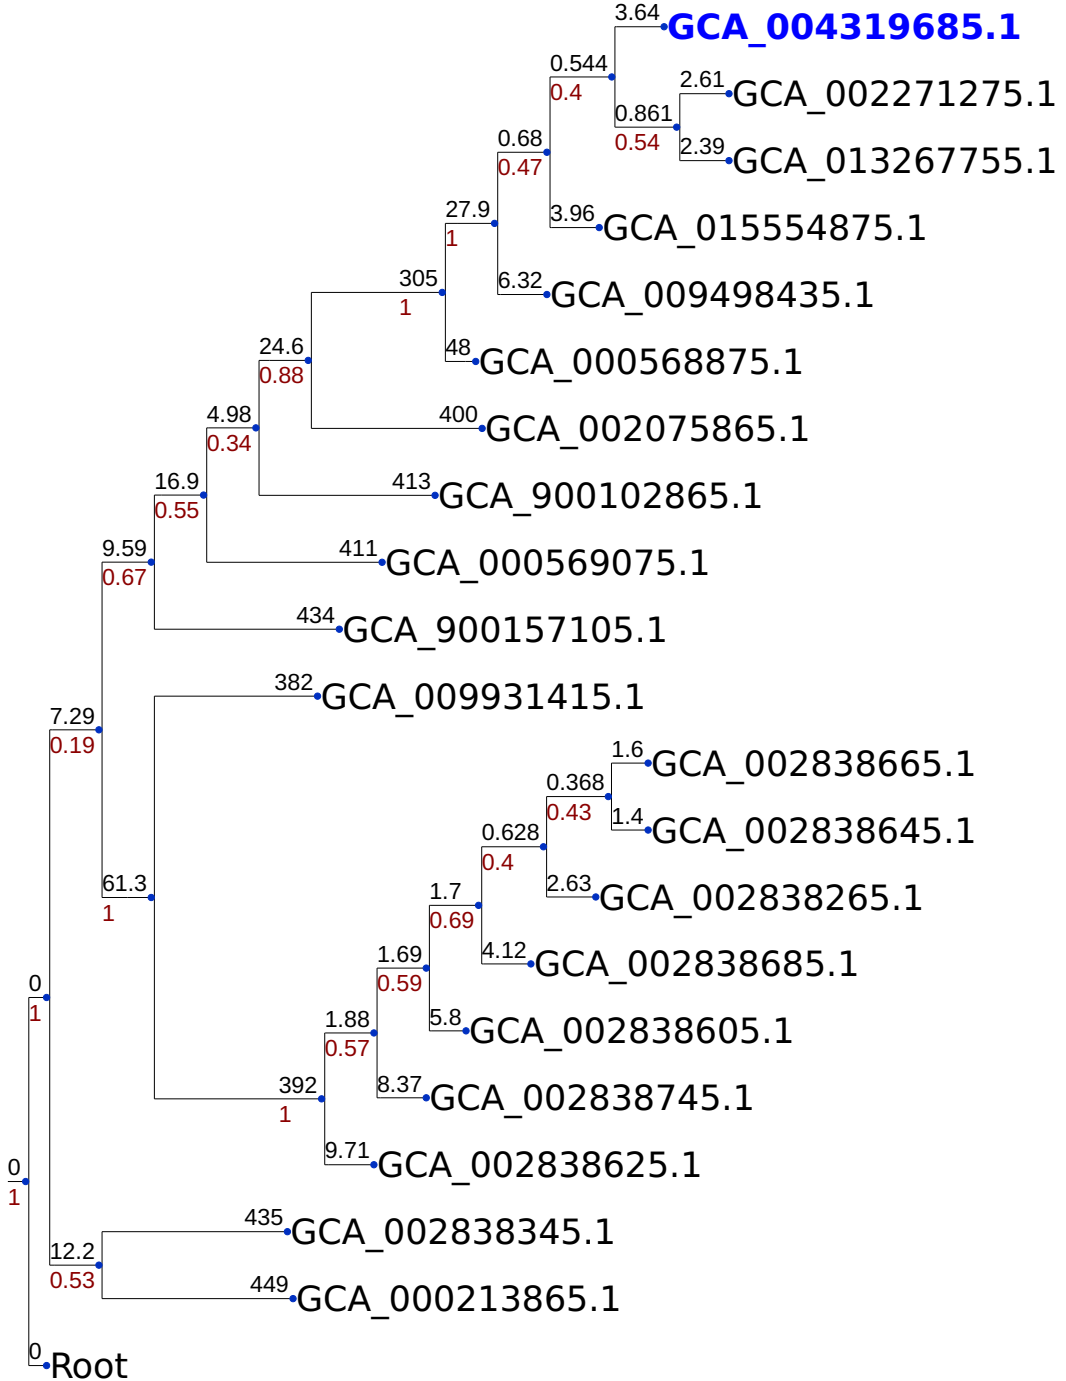 3.64
GCA_004319685.1
0.544
0.4
2.61
GCA_002271275.1
0.861
0.54
2.39
GCA_013267755.1
0.68
0.47
3.96
GCA_015554875.1
27.9
1
6.32
GCA_009498435.1
305
1
48
GCA_000568875.1
24.6
0.88
400
GCA_002075865.1
4.98
0.34
413
GCA_900102865.1
16.9
0.55
411
GCA_000569075.1
9.59
0.67
434
GCA_900157105.1
382
GCA_009931415.1
7.29
0.19
1.6
GCA_002838665.1
0.368
0.43
1.4
GCA_002838645.1
0.628
0.4
2.63
GCA_002838265.1
61.3
1
1.7
0.69
4.12
GCA_002838685.1
1.69
0.59
5.8
GCA_002838605.1
1.88
0.57
8.37
GCA_002838745.1
392
1
9.71
GCA_002838625.1
0
1
0
1
435
GCA_002838345.1
12.2
0.53
449
GCA_000213865.1
0
Root